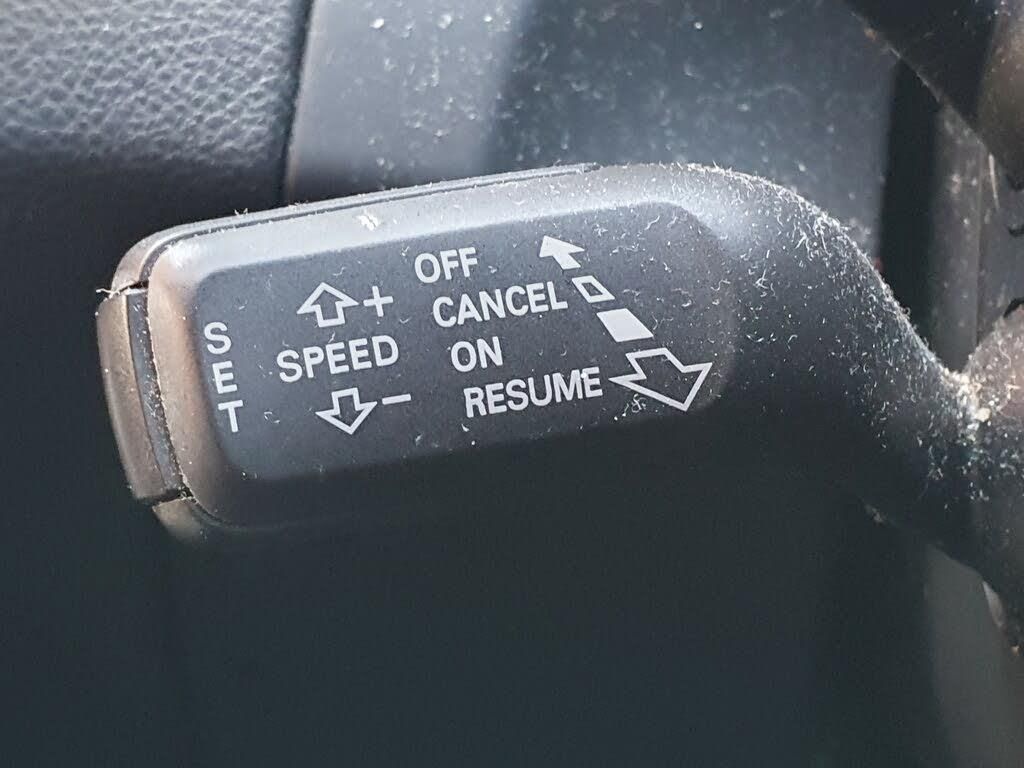 SET
+
SPEED
-
OFF
CANCEL
ON
RESUME